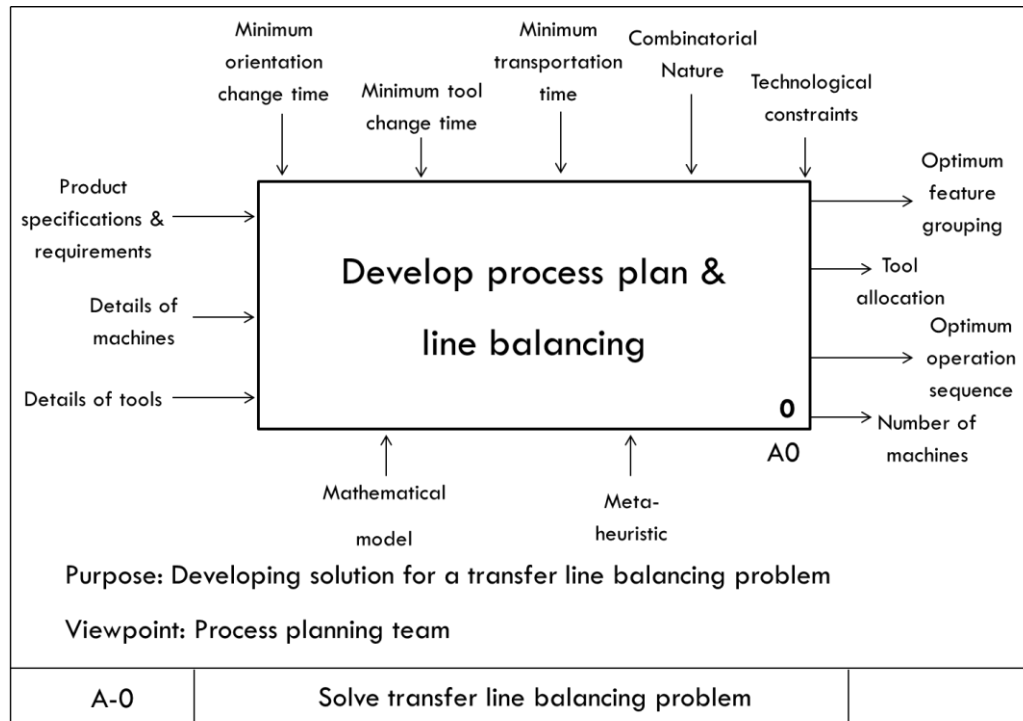 Minimum
orientation
change time
Minimum tool
change time
Minimum
transportation
time
Combinatorial
Nature
Technological
constraints
Product
specifications &
requirements
Details of
machines
Details of tools
Develop process plan &
line balancing
0
A0
Optimum
feature
grouping
Tool
allocation
Optimum
operation
sequence
Number of
machines
Mathematical
model
Meta-
heuristic
Purpose: Developing solution for a transfer line balancing problem
Viewpoint: Process planning team
A-0
Solve transfer line balancing problem